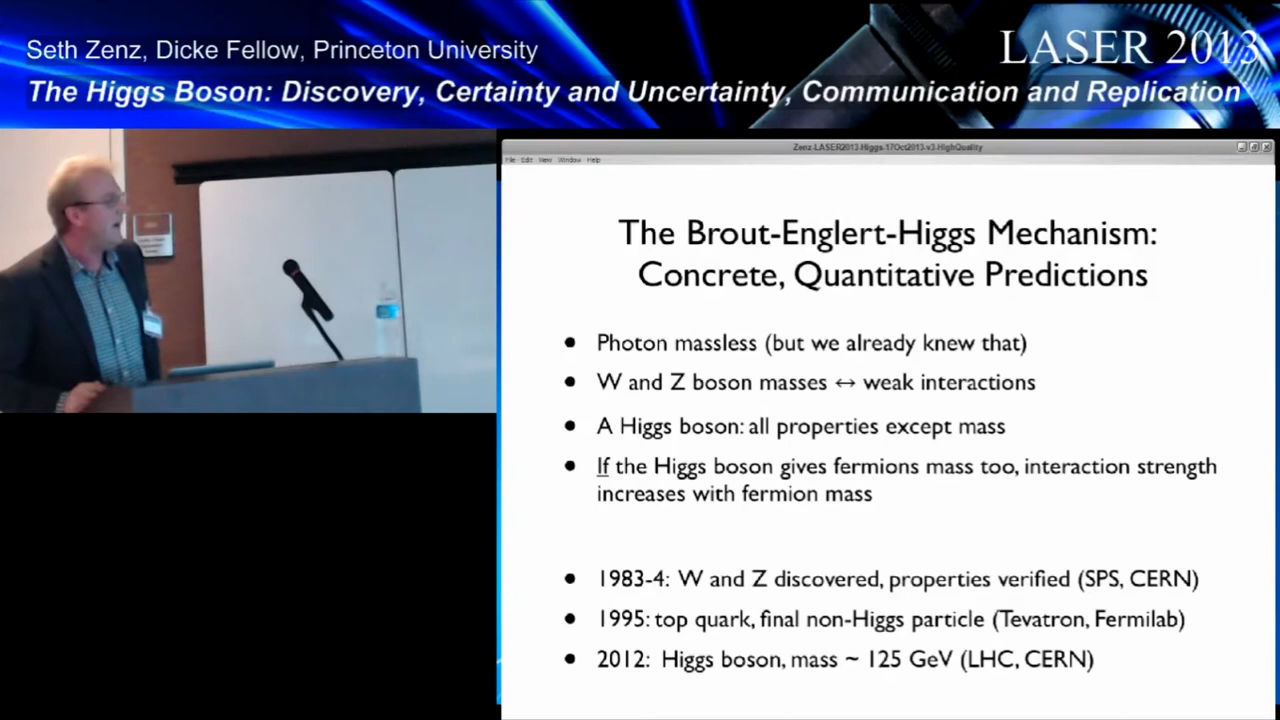 Seth Zenz, Dicke Fellow, Princeton University
LASER 2013
The Higgs Boson: Discovery, Certainty and Uncertainty, Communication and Replication
Zenz-LASER2013-Higgs-17Oct2013-v3-HighQuality
File Edit View Window Help
The Brout-Englert-Higgs Mechanism:
Concrete, Quantitative Predictions
• Photon massless (but we already knew that)
• W and Z boson masses ↔ weak interactions
• A Higgs boson: all properties except mass
• If the Higgs boson gives fermions mass too, interaction strength
increases with fermion mass
• 1983-4: W and Z discovered, properties verified (SPS, CERN)
• 1995: top quark, final non-Higgs particle (Tevatron, Fermilab)
• 2012: Higgs boson, mass ~ 125 GeV (LHC, CERN)